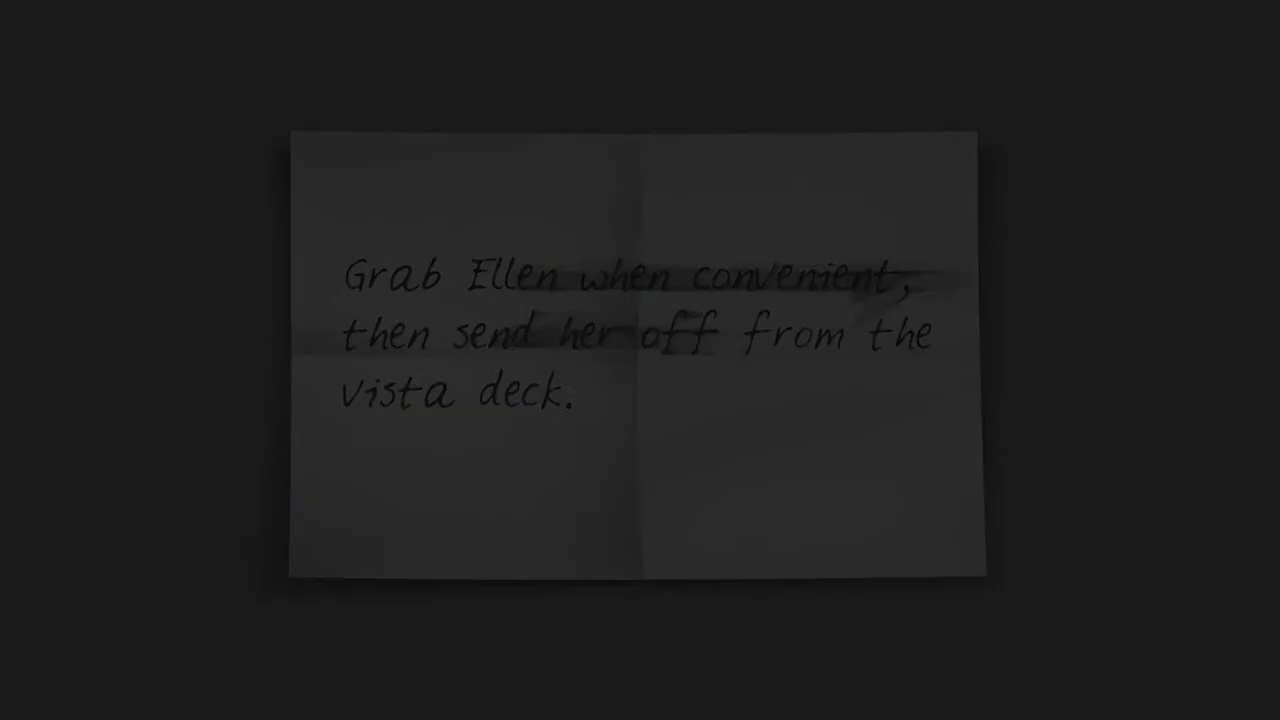 Grab Ellen when convenient,
then send her off from the
vista deck.